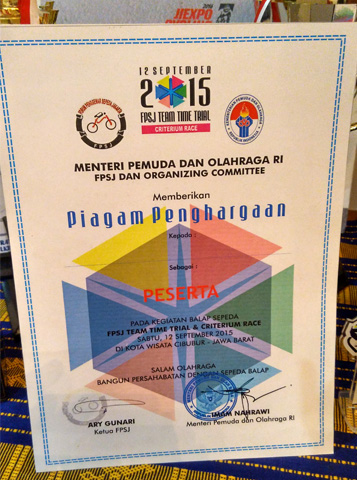 JIEXPO
12 SEPTEMBER
2015
FPSJ TEAM TIME TRIAL
CRITERIUM RACE
FPSJ
MENTERI PEMUDA DAN OLAHRAGA RI
FPSJ DAN ORGANIZING COMMITTEE
Memberikan
Piagam Penghargaan
Kepada :
Sebagai :
PESERTA
PADA KEGIATAN BALAP SEPEDA
FPSJ TEAM TIME TRIAL & CRITERIUM RACE
SABTU, 12 SEPTEMBER 2015
DI KOTA WISATA CIBUBUR - JAWA BARAT
SALAM OLAHRAGA
BANGUN PERSAHABATAN DENGAN SEPEDA BALAP
ARY GUNARI
Ketua FPSJ
IMAM NAHRAWI
Menteri Pemuda dan Olahraga RI